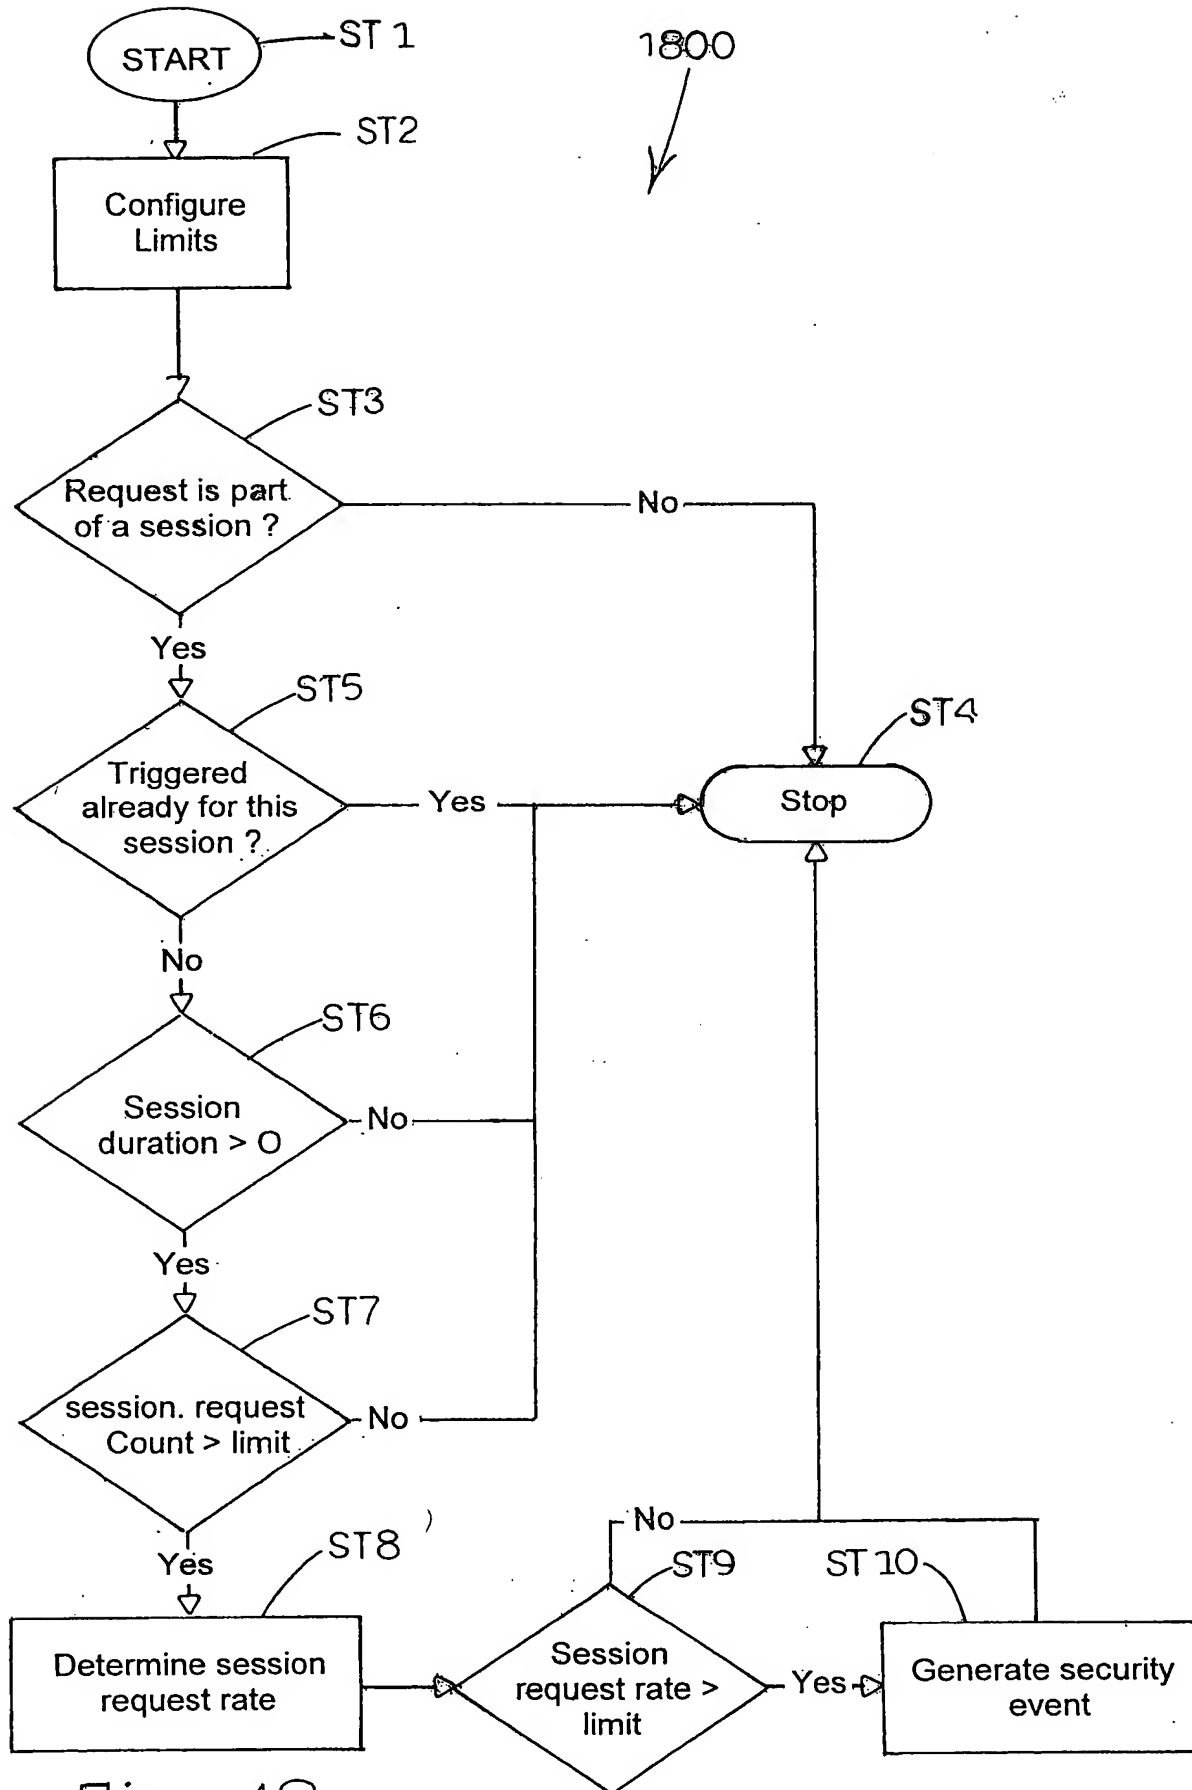 START
ST 1
1800
ST2
Configure
Limits
ST3
Request is part
of a session ?
No
Yes
ST5
ST4
Triggered
already for this
session ?
Yes
Stop
No
ST6
Session
duration > O
No
Yes
ST7
session. request
Count > limit
No
Yes
ST8
No
ST9
ST 10
Determine session
request rate
Session
request rate >
limit
Yes
Generate security
event